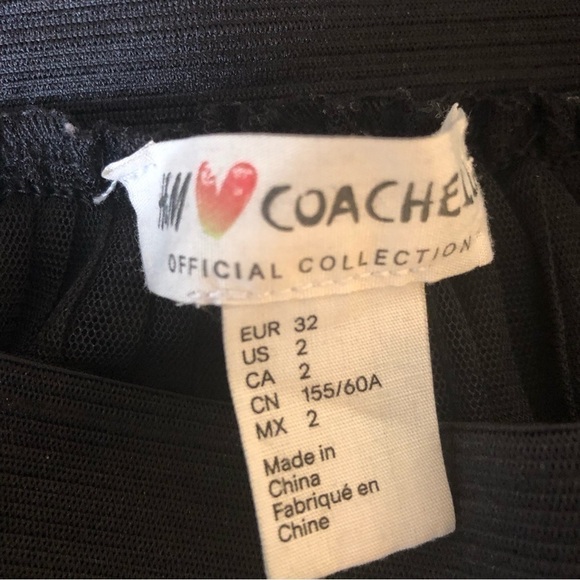 H&M COACHELL
OFFICIAL COLLECTION
EUR 32
US 2
CA 2
CN 155/60A
MX 2
Made in
China
Fabriqué en
Chine